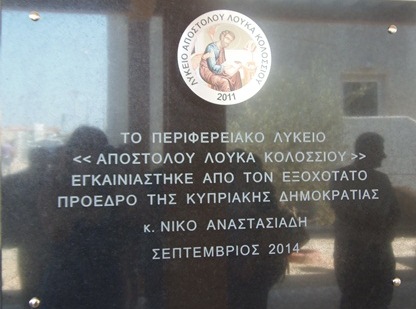 ΛΥΚΕΙΟ ΑΠΟΣΤΟΛΟΥ ΛΟΥΚΑ ΚΟΛΟΣΣΙΟΥ
2011
ΤΟ ΠΕΡΙΦΕΡΕΙΑΚΟ ΛΥΚΕΙΟ
<< ΑΠΟΣΤΟΛΟΥ ΛΟΥΚΑ ΚΟΛΟΣΣΙΟΥ >>
ΕΓΚΑΙΝΙΑΣΤΗΚΕ ΑΠΟ ΤΟΝ ΕΞΟΧΟΤΑΤΟ
ΠΡΟΕΔΡΟ ΤΗΣ ΚΥΠΡΙΑΚΗΣ ΔΗΜΟΚΡΑΤΙΑΣ
κ. ΝΙΚΟ ΑΝΑΣΤΑΣΙΑΔΗ
ΣΕΠΤΕΜΒΡΙΟΣ 2014